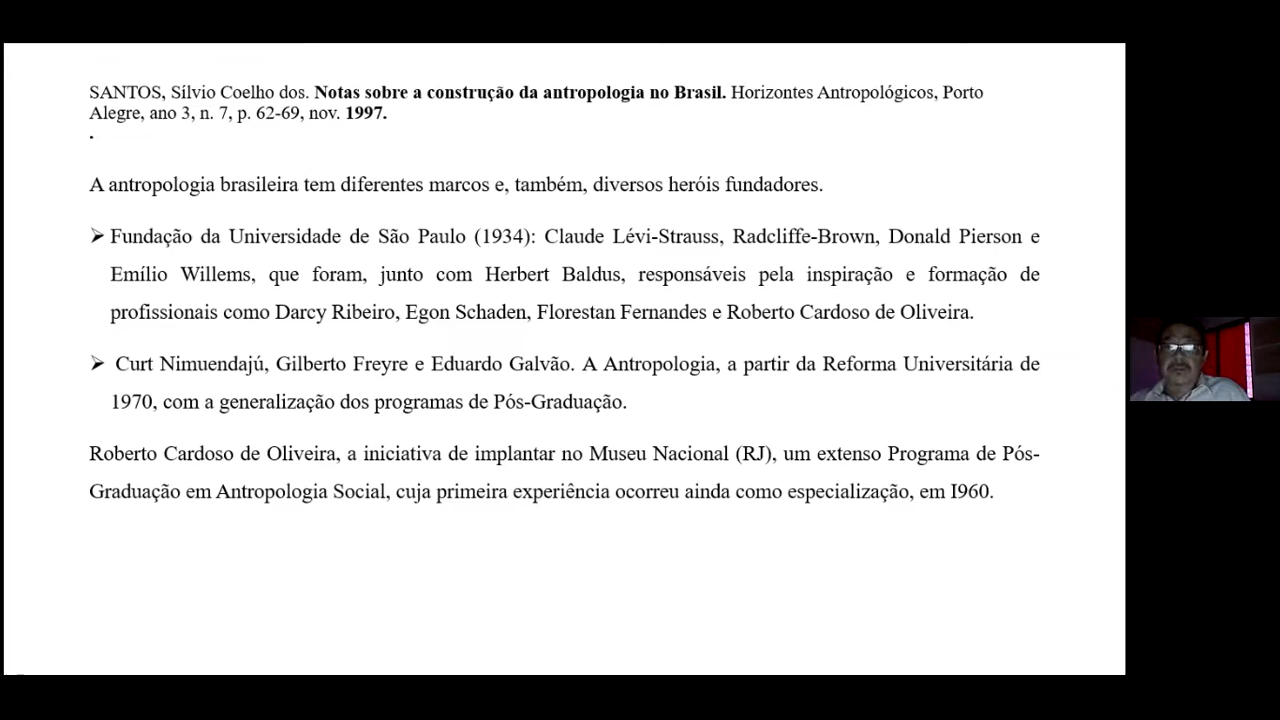 SANTOS, Sílvio Coelho dos. Notas sobre a construção da antropologia no Brasil. Horizontes Antropológicos, Porto
Alegre, ano 3, n. 7, p. 62-69, nov. 1997.
.
A antropologia brasileira tem diferentes marcos e, também, diversos heróis fundadores.
➢ Fundação da Universidade de São Paulo (1934): Claude Lévi-Strauss, Radcliffe-Brown, Donald Pierson e
Emílio Willems, que foram, junto com Herbert Baldus, responsáveis pela inspiração e formação de
profissionais como Darcy Ribeiro, Egon Schaden, Florestan Fernandes e Roberto Cardoso de Oliveira.
➢ Curt Nimuendajú, Gilberto Freyre e Eduardo Galvão. A Antropologia, a partir da Reforma Universitária de
1970, com a generalização dos programas de Pós-Graduação.
Roberto Cardoso de Oliveira, a iniciativa de implantar no Museu Nacional (RJ), um extenso Programa de Pós-
Graduação em Antropologia Social, cuja primeira experiência ocorreu ainda como especialização, em I960.